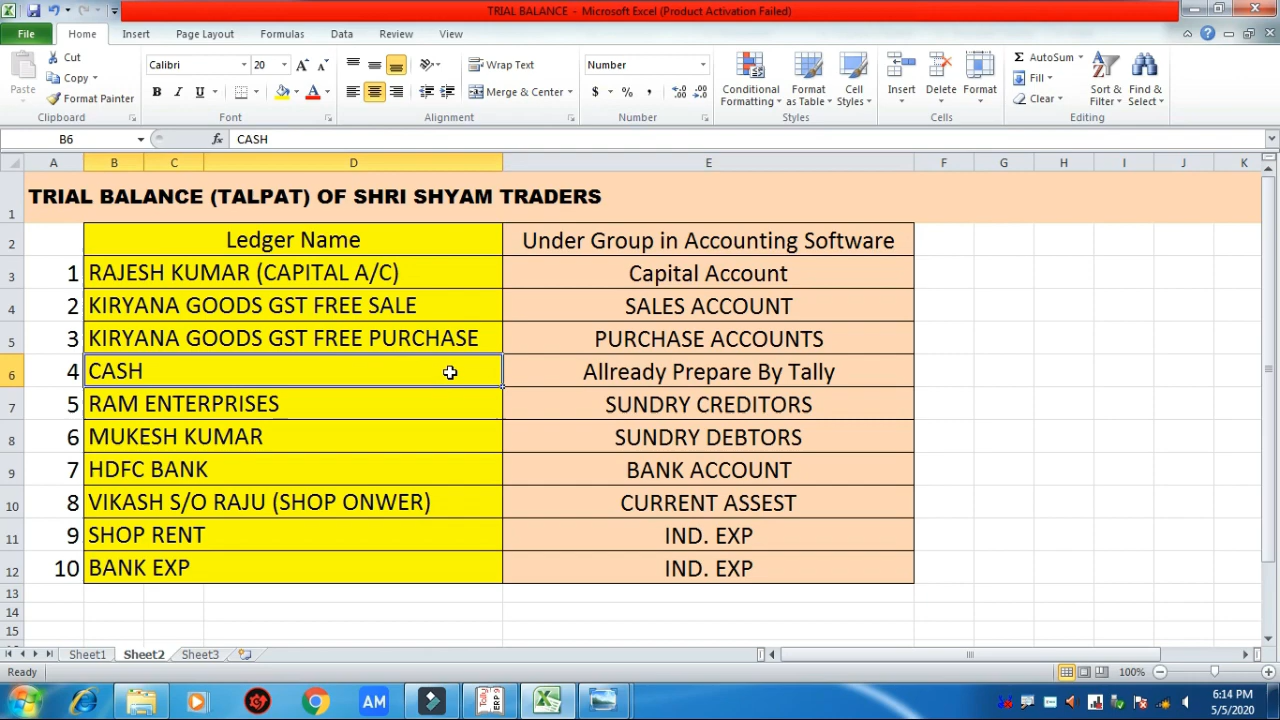 TRIAL BALANCE - Microsoft Excel (Product Activation Failed)
File Home Insert Page Layout Formulas Data Review View
Paste Cut Copy Format Painter
Calibri 20
B I U A
Wrap Text
Merge & Center
Number
$ % ,
Conditional Formatting
Format as Table
Cell Styles
Insert Delete Format
AutoSum
Fill
Clear
Sort & Filter
Find & Select
Clipboard Font Alignment Number Styles Cells Editing
B6 fx CASH
A B C D E F G H I J K
1 TRIAL BALANCE (TALPAT) OF SHRI SHYAM TRADERS
2 Ledger Name Under Group in Accounting Software
3 1 RAJESH KUMAR (CAPITAL A/C) Capital Account
4 2 KIRYANA GOODS GST FREE SALE SALES ACCOUNT
5 3 KIRYANA GOODS GST FREE PURCHASE PURCHASE ACCOUNTS
6 4 CASH Allready Prepare By Tally
7 5 RAM ENTERPRISES SUNDRY CREDITORS
8 6 MUKESH KUMAR SUNDRY DEBTORS
9 7 HDFC BANK BANK ACCOUNT
10 8 VIKASH S/O RAJU (SHOP ONWER) CURRENT ASSEST
11 9 SHOP RENT IND. EXP
12 10 BANK EXP IND. EXP
13
14
15
Sheet1 Sheet2 Sheet3
Ready 100%
AM Tally ERP 9
6:14 PM
5/5/2020